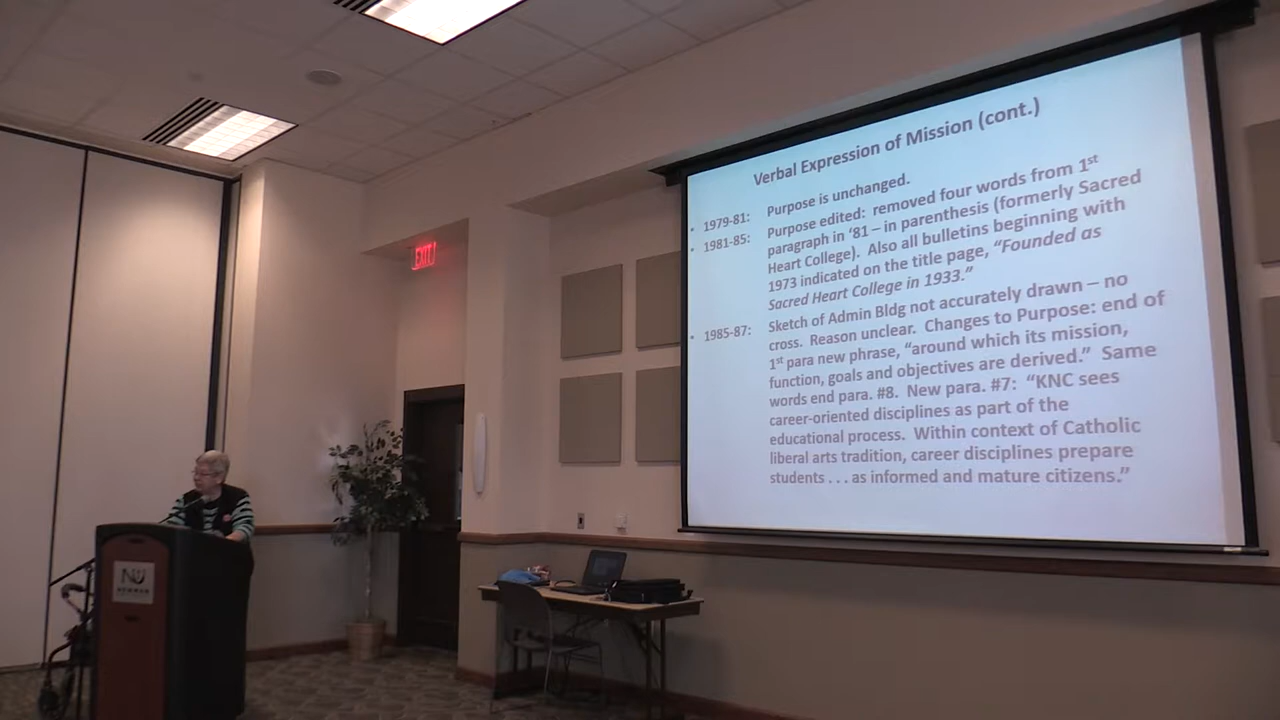 Verbal Expression of Mission (cont.)
• 1979-81: Purpose is unchanged.
• 1981-85: Purpose edited: removed four words from 1st
paragraph in ‘81 – in parenthesis (formerly Sacred
Heart College). Also all bulletins beginning with
1973 indicated on the title page, “Founded as
Sacred Heart College in 1933.”
• 1985-87: Sketch of Admin Bldg not accurately drawn – no
cross. Reason unclear. Changes to Purpose: end of
1st para new phrase, “around which its mission,
function, goals and objectives are derived.” Same
words end para. #8. New para. #7: “KNC sees
career-oriented disciplines as part of the
educational process. Within context of Catholic
liberal arts tradition, career disciplines prepare
students . . . as informed and mature citizens.”
EXIT
NU
NEWMAN